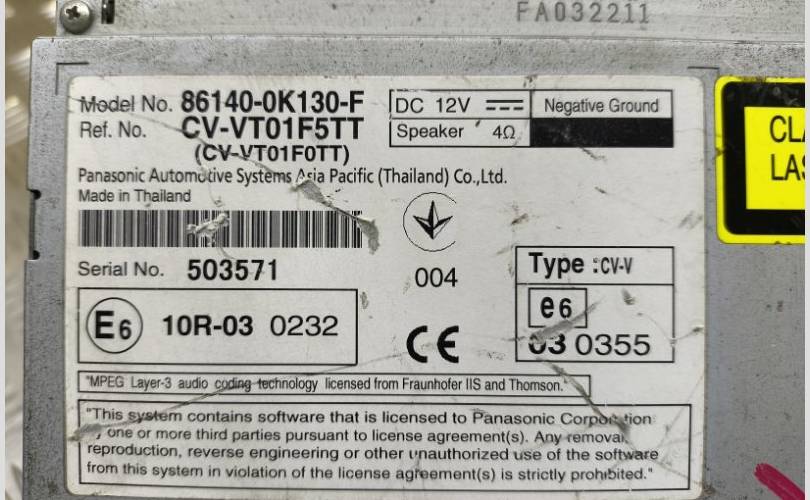 FA032211
Model No. 86140-0K130-F
Ref. No. CV-VT01F5TT
(CV-VT01F0TT)
DC 12V Negative Ground
Speaker 4Ω
Panasonic Automotive Systems Asia Pacific (Thailand) Co.,Ltd.
Made in Thailand
Serial No. 503571
004
Type :CV-V
E6 10R-03 0232
CE
e6
03 0355
"MPEG Layer-3 audio coding technology licensed from Fraunhofer IIS and Thomson."
"This system contains software that is licensed to Panasonic Corporation
one or more third parties pursuant to license agreement(s). Any removal,
reproduction, reverse engineering or other unauthorized use of the software
from this system in violation of the license agreement(s) is strictly prohibited."
CLA
LAS